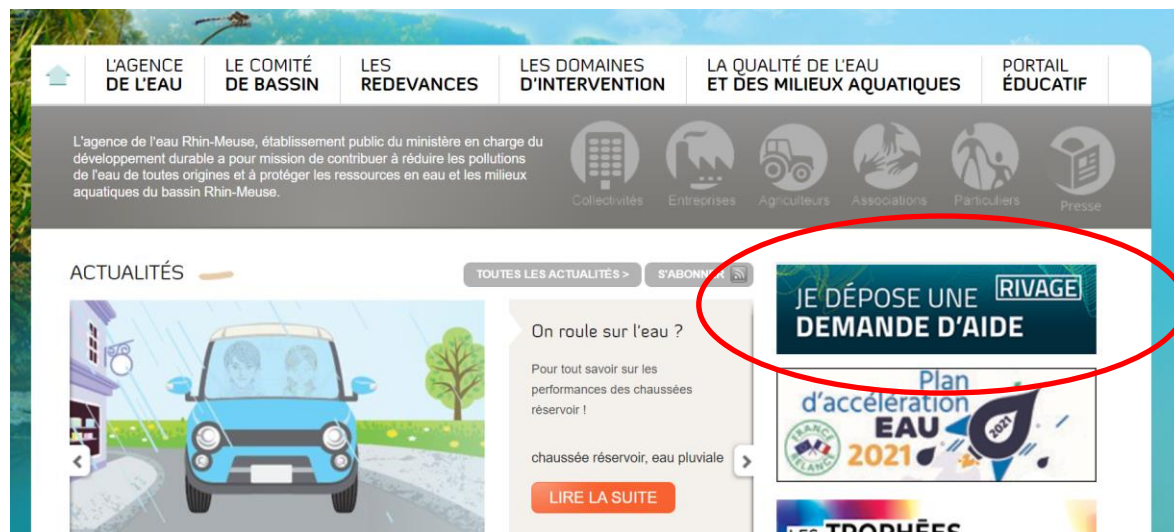 L'AGENCE
DE L'EAU
LE COMITÉ
DE BASSIN
LES
REDEVANCES
LES DOMAINES
D'INTERVENTION
LA QUALITÉ DE L'EAU
ET DES MILIEUX AQUATIQUES
PORTAIL
ÉDUCATIF
L'agence de l'eau Rhin-Meuse, établissement public du ministère en charge du
développement durable a pour mission de contribuer à réduire les pollutions
de l'eau de toutes origines et à protéger les ressources en eau et les milieux
aquatiques du bassin Rhin-Meuse.
Collectivités
Entreprises
Agriculteurs
Associations
Particuliers
Presse
ACTUALITÉS
TOUTES LES ACTUALITÉS >
S'ABONNER
On roule sur l'eau ?
Pour tout savoir sur les
performances des chaussées
réservoir !
chaussée réservoir, eau pluviale
LIRE LA SUITE
JE DÉPOSE UNE RIVAGE
DEMANDE D'AIDE
Plan
d'accélération
EAU
2021
2021
FRANCE
RELANCE
LES TROPHÉES